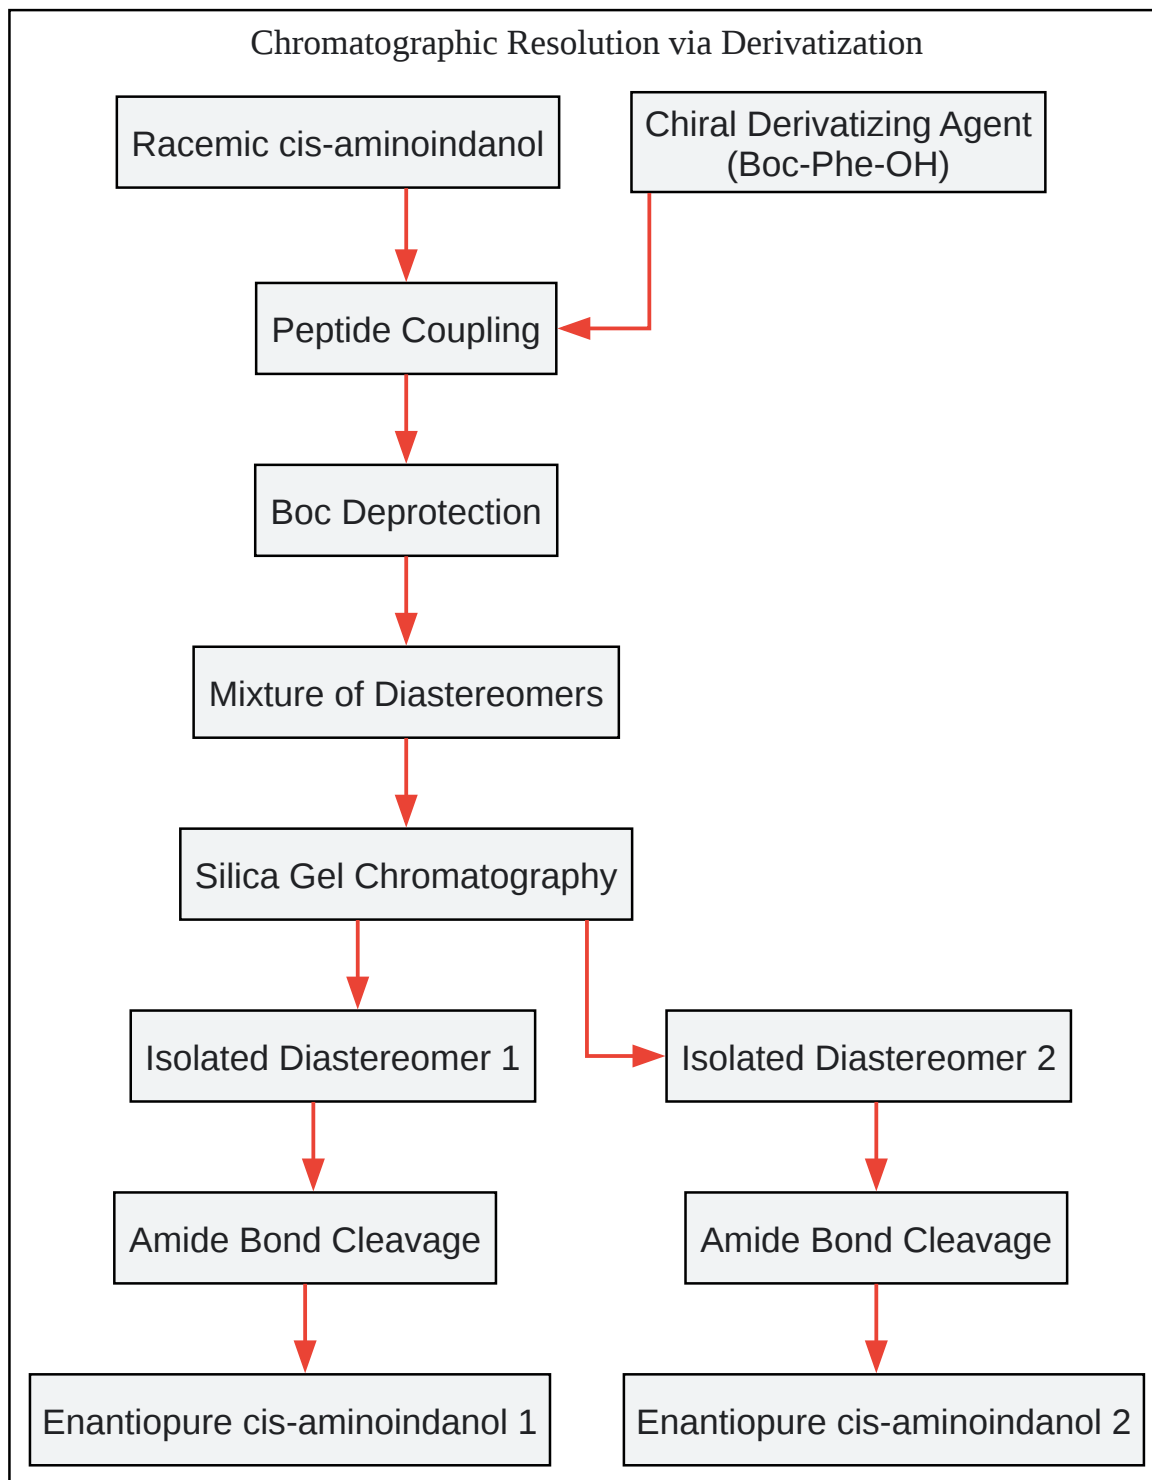 Chromatographic Resolution via Derivatization
Racemic cis-aminoindanol
Chiral Derivatizing Agent
(Boc-Phe-OH)
Peptide Coupling
Boc Deprotection
Mixture of Diastereomers
Silica Gel Chromatography
Isolated Diastereomer 1
Isolated Diastereomer 2
Amide Bond Cleavage
Amide Bond Cleavage
Enantiopure cis-aminoindanol 1
Enantiopure cis-aminoindanol 2